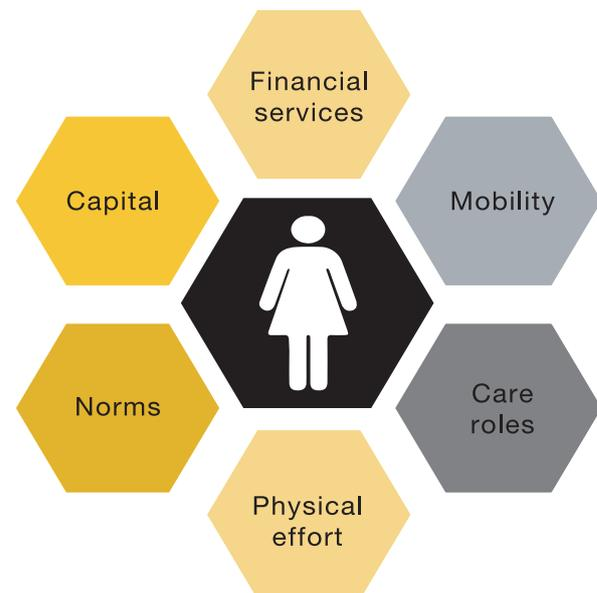 Financial
services
Capital
Mobility
Norms
Care
roles
Physical
effort